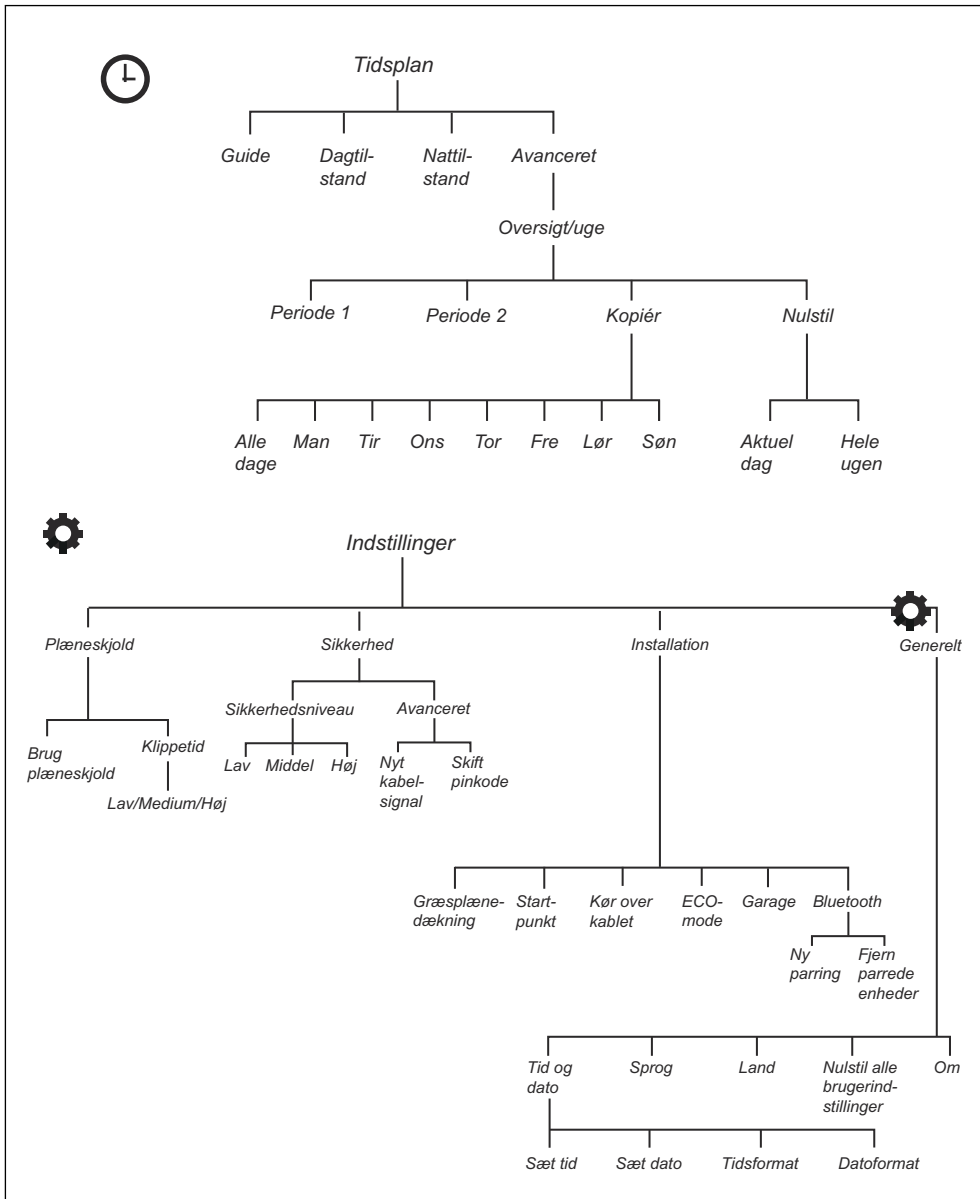 Tidsplan
Guide
Dagtil-
stand
Nattil-
stand
Avanceret
Oversigt/uge
Periode 1
Periode 2
Kopiér
Nulstil
Alle
dage
Man
Tir
Ons
Tor
Fre
Lør
Søn
Aktuel
dag
Hele
ugen
Indstillinger
Plæneskjold
Sikkerhed
Installation
Generelt
Brug
plæneskjold
Klippetid
Lav/Medium/Høj
Sikkerhedsniveau
Lav
Middel
Høj
Avanceret
Nyt
kabel-
signal
Skift
pinkode
Græsplæne-
dækning
Start-
punkt
Kør over
kablet
ECO-
mode
Garage
Bluetooth
Ny
parring
Fjern
parrede
enheder
Tid og
dato
Sprog
Land
Nulstil alle
brugerind-
stillinger
Om
Sæt tid
Sæt dato
Tidsformat
Datoformat